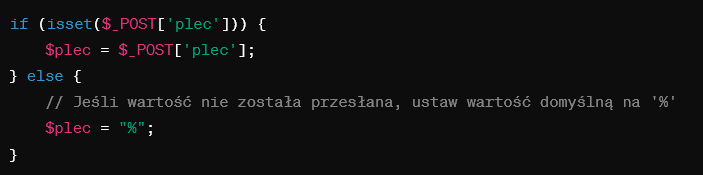 if (isset($_POST['plec'])) {
    $plec = $_POST['plec'];
} else {
    // Jeśli wartość nie została przesłana, ustaw wartość domyślną na '%'
    $plec = "%";
}